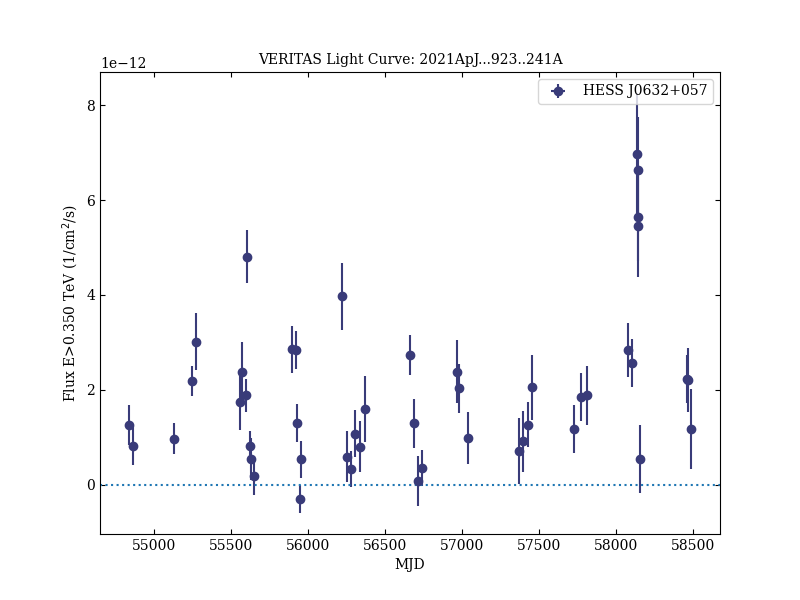 VERITAS Light Curve: 2021ApJ...923..241A
1e−12
HESS J0632+057
8
6
4
2
0
Flux E>0.350 TeV (1/cm²/s)
55000 55500 56000 56500 57000 57500 58000 58500
MJD